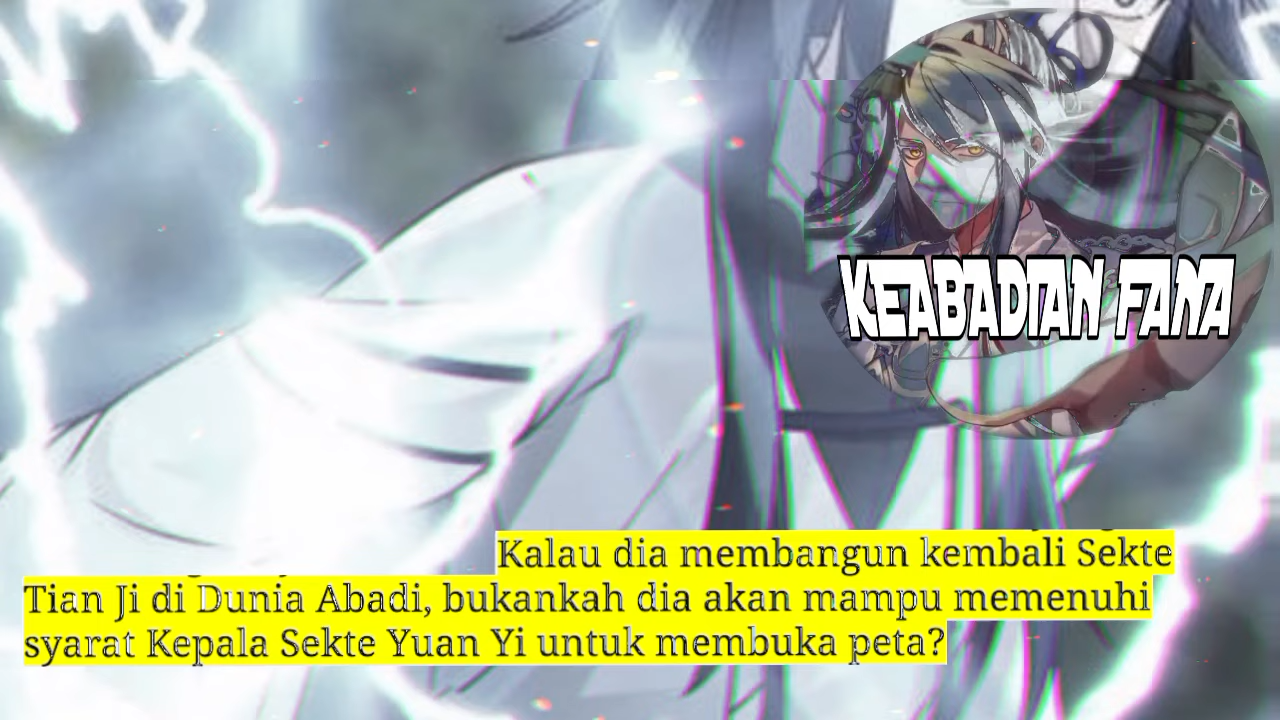 KEABADIAN FANA
Kalau dia membangun kembali Sekte
Tian Ji di Dunia Abadi, bukankah dia akan mampu memenuhi
syarat Kepala Sekte Yuan Yi untuk membuka peta?